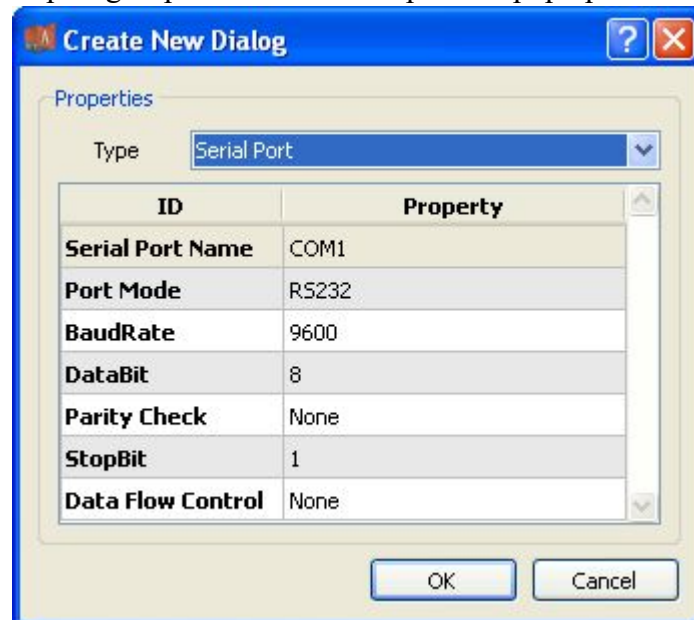 Create New Dialog
Properties
Type Serial Port
ID Property
Serial Port Name COM1
Port Mode RS232
BaudRate 9600
DataBit 8
Parity Check None
StopBit 1
Data Flow Control None
OK Cancel